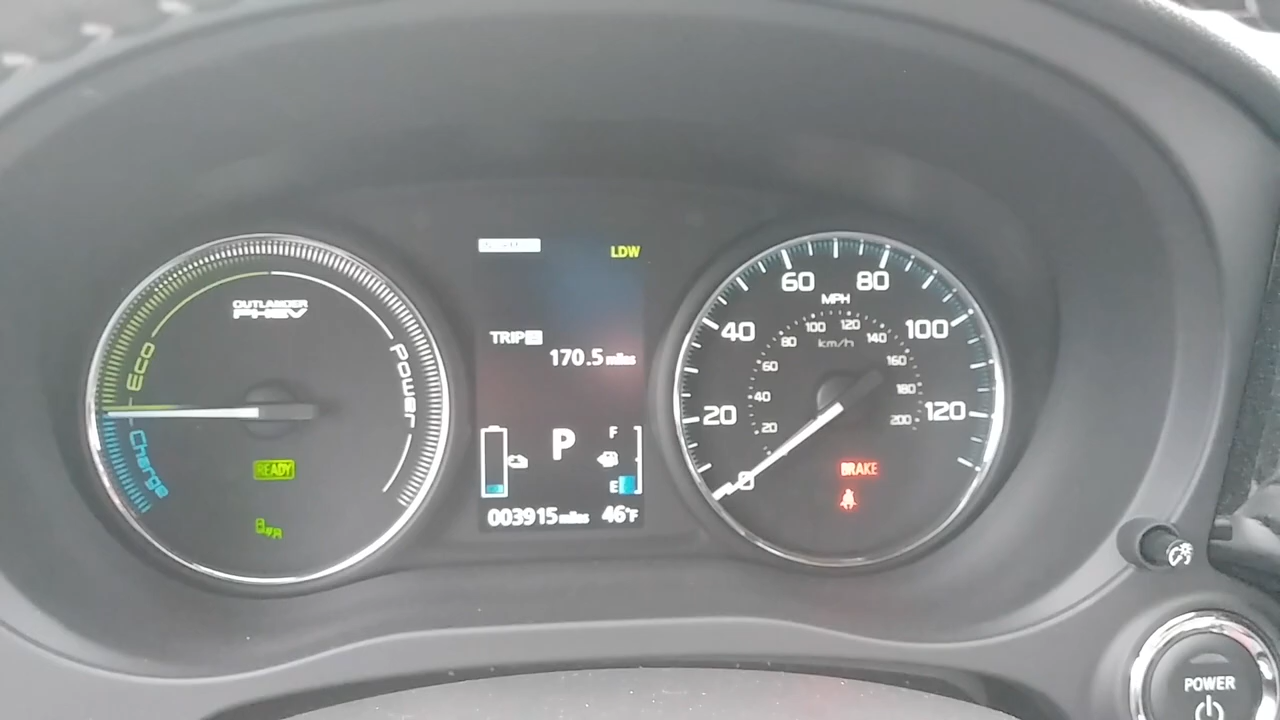 OUTLANDER
PHEV
Eco
Charge
Power
READY
LDW
TRIP
170.5 miles
P
F
E
003915 miles 46°F
0
20
40
60
80
100
120
MPH
20
40
60
80
100
120
140
160
180
200
km/h
BRAKE
POWER